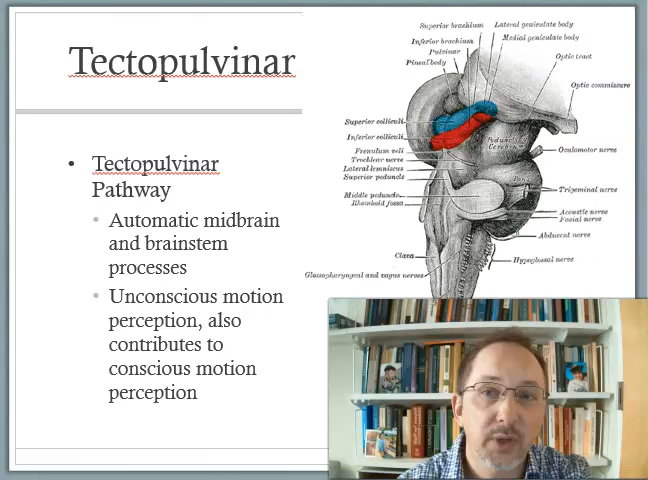 Tectopulvinar
• Tectopulvinar
Pathway
• Automatic midbrain
and brainstem
processes
• Unconscious motion
perception, also
contributes to
conscious motion
perception
Superior brachium
Lateral geniculate body
Inferior brachium
Medial geniculate body
Pulvinar
Pineal body
Optic tract
Optic commissure
Superior colliculi
Inferior colliculi
Peduncle of
Cerebrum
Frenulum veli
Trochlear nerve
Oculomotor nerve
Lateral lemniscus
Superior peduncle
Pons
Trigeminal nerve
Middle peduncle
Rhomboid fossa
Acoustic nerve
Facial nerve
Abducent nerve
Clava
Hypoglossal nerve
Glossopharyngeal and vagus nerves